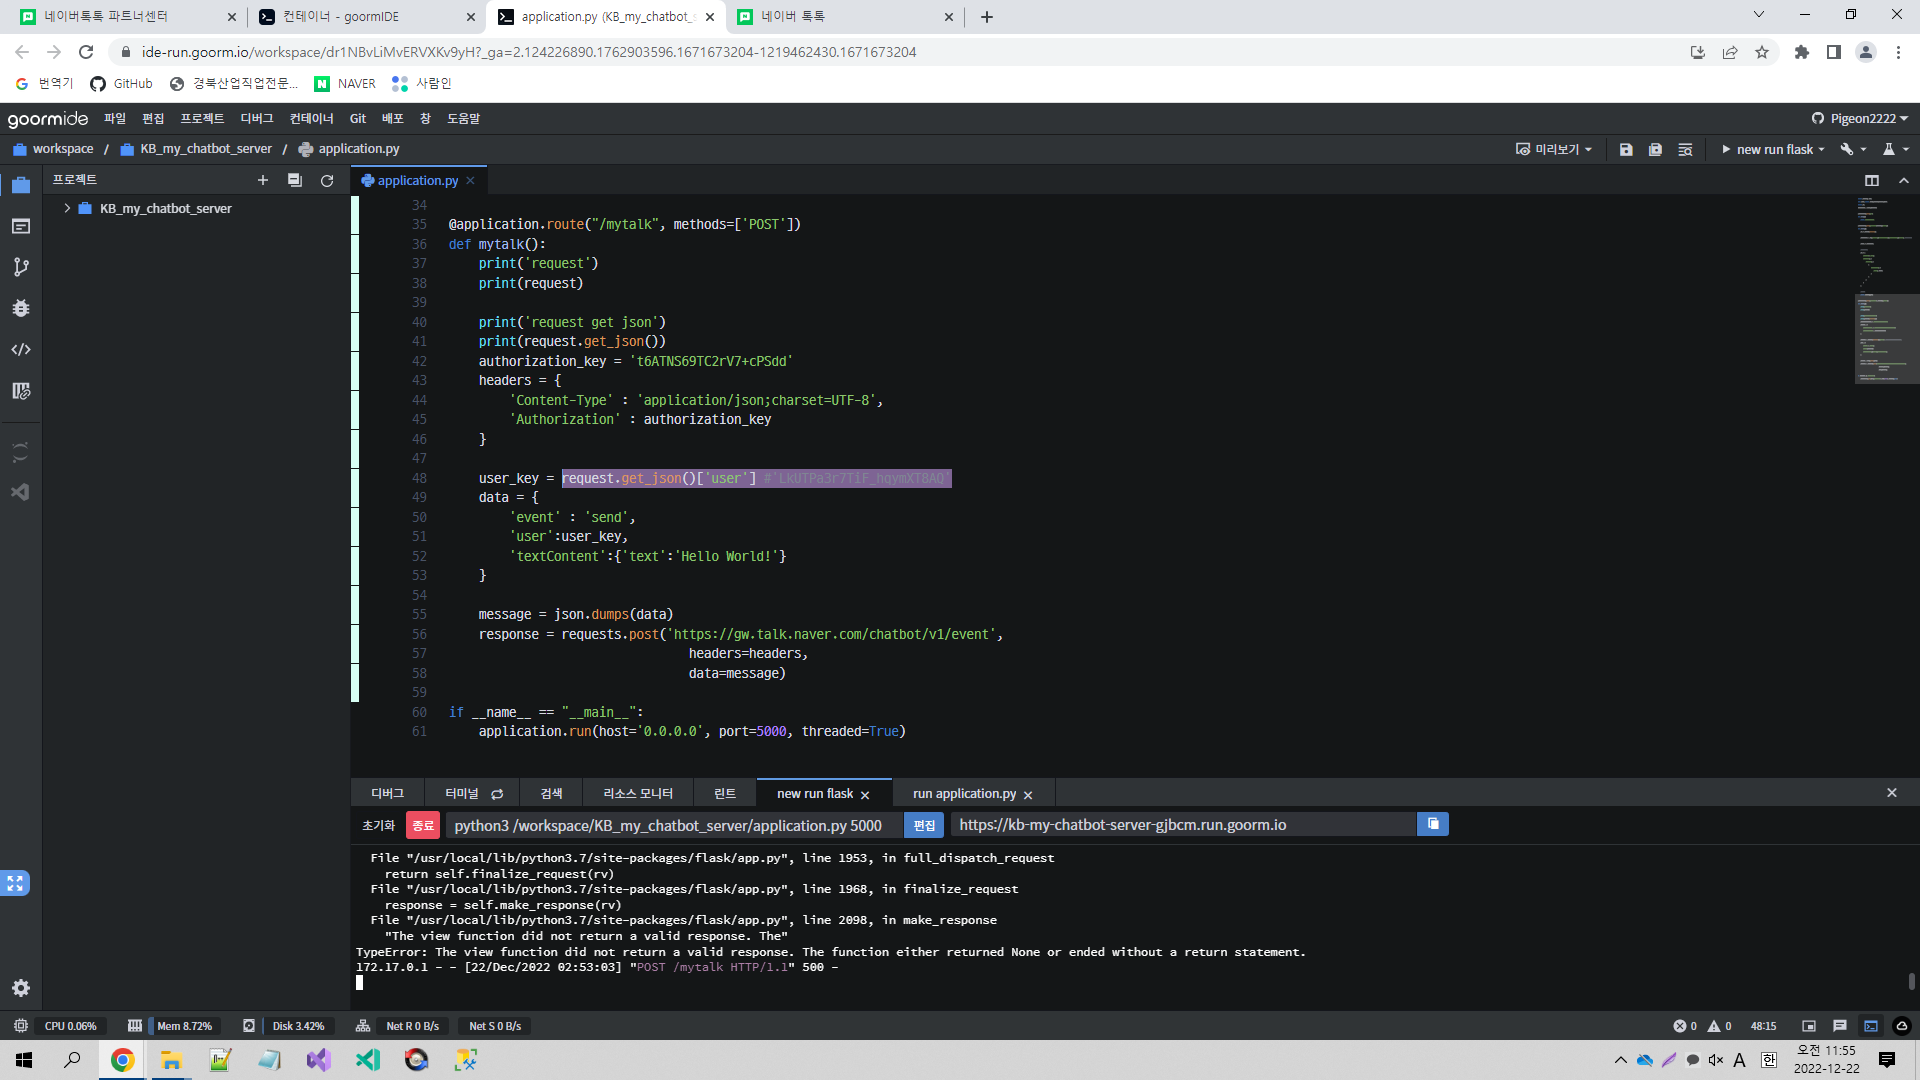 네이버톡톡 파트너센터
컨테이너 - goormIDE
application.py (KB_my_chatbot_s
네이버 톡톡
ide-run.goorm.io/workspace/dr1NBvLiMvERVXKv9yH?_ga=2.124226890.1762903596.1671673204-1219462430.1671673204
번역기 GitHub 경북산업직업전문... NAVER 사람인
goormide 파일 편집 프로젝트 디버그 컨테이너 Git 배포 창 도움말 Pigeon2222
workspace / KB_my_chatbot_server / application.py 미리보기 new run flask
프로젝트
KB_my_chatbot_server
application.py
34
35 @application.route("/mytalk", methods=['POST'])
36 def mytalk():
37 print('request')
38 print(request)
39
40 print('request get json')
41 print(request.get_json())
42 authorization_key = 't6ATNS69TC2rV7+cPSdd'
43 headers = {
44 'Content-Type' : 'application/json;charset=UTF-8',
45 'Authorization' : authorization_key
46 }
47
48 user_key = request.get_json()['user'] #'LkUTPa3r7TiF_hqymXT8AQ'
49 data = {
50 'event' : 'send',
51 'user':user_key,
52 'textContent':{'text':'Hello World!'}
53 }
54
55 message = json.dumps(data)
56 response = requests.post('https://gw.talk.naver.com/chatbot/v1/event',
57 headers=headers,
58 data=message)
59
60 if __name__ == "__main__":
61 application.run(host='0.0.0.0', port=5000, threaded=True)
디버그 터미널 검색 리소스 모니터 린트 new run flask run application.py
초기화 종료 python3 /workspace/KB_my_chatbot_server/application.py 5000 편집 https://kb-my-chatbot-server-gjbcm.run.goorm.io
File "/usr/local/lib/python3.7/site-packages/flask/app.py", line 1953, in full_dispatch_request
return self.finalize_request(rv)
File "/usr/local/lib/python3.7/site-packages/flask/app.py", line 1968, in finalize_request
response = self.make_response(rv)
File "/usr/local/lib/python3.7/site-packages/flask/app.py", line 2098, in make_response
"The view function did not return a valid response. The"
TypeError: The view function did not return a valid response. The function either returned None or ended without a return statement.
172.17.0.1 - - [22/Dec/2022 02:53:03] "POST /mytalk HTTP/1.1" 500 -
CPU 0.06% Mem 8.72% Disk 3.42% Net R 0 B/s Net S 0 B/s 0 0 48:15
A 한 오전 11:55
2022-12-22